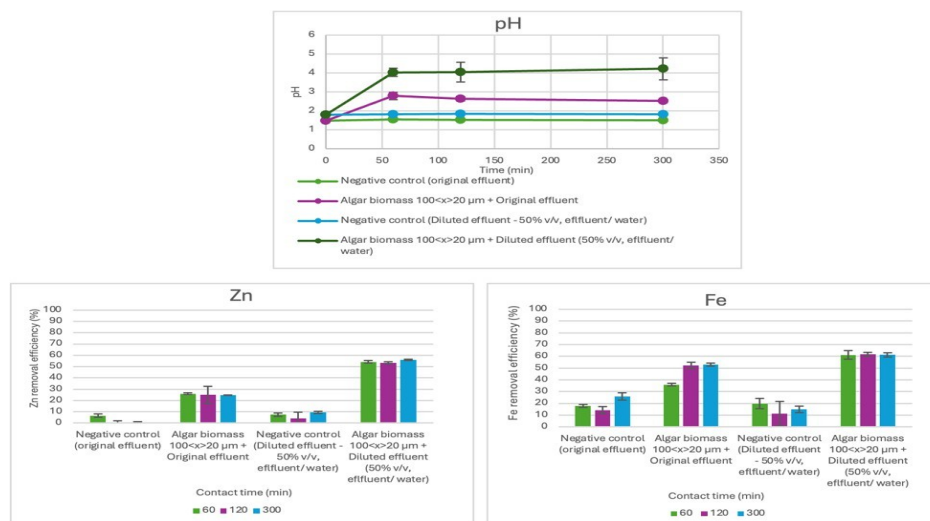 pH
6
5
4
3
2
1
0
pH
0 50 100 150 200 250 300 350
Time (min)
Negative control (original effluent)
Algar biomass 100<x>20 µm + Original effluent
Negative control (Diluted effluent - 50% v/v, eflfluent/ water)
Algar biomass 100<x>20 µm + Diluted effluent (50% v/v, eflfluent/
water)
Zn
100
90
80
70
60
50
40
30
20
10
0
Zn removal efficiency (%)
Negative control Algar biomass Negative control Algar biomass
(original effluent) 100<x>20 µm + (Diluted effluent - 100<x>20 µm +
Original effluent 50% v/v, Diluted effluent
eflfluent/ water) (50% v/v,
eflfluent/ water)
Contact time (min)
60 120 300
Fe
100
90
80
70
60
50
40
30
20
10
0
Fe removal efficiency (%)
Negative control Algar biomass Negative control Algar biomass
(original effluent) 100<x>20 µm + (Diluted effluent 100<x>20 µm +
Original effluent - 50% v/v, Diluted effluent
eflfluent/ water) (50% v/v,
eflfluent/ water)
Contact time (min)
60 120 300